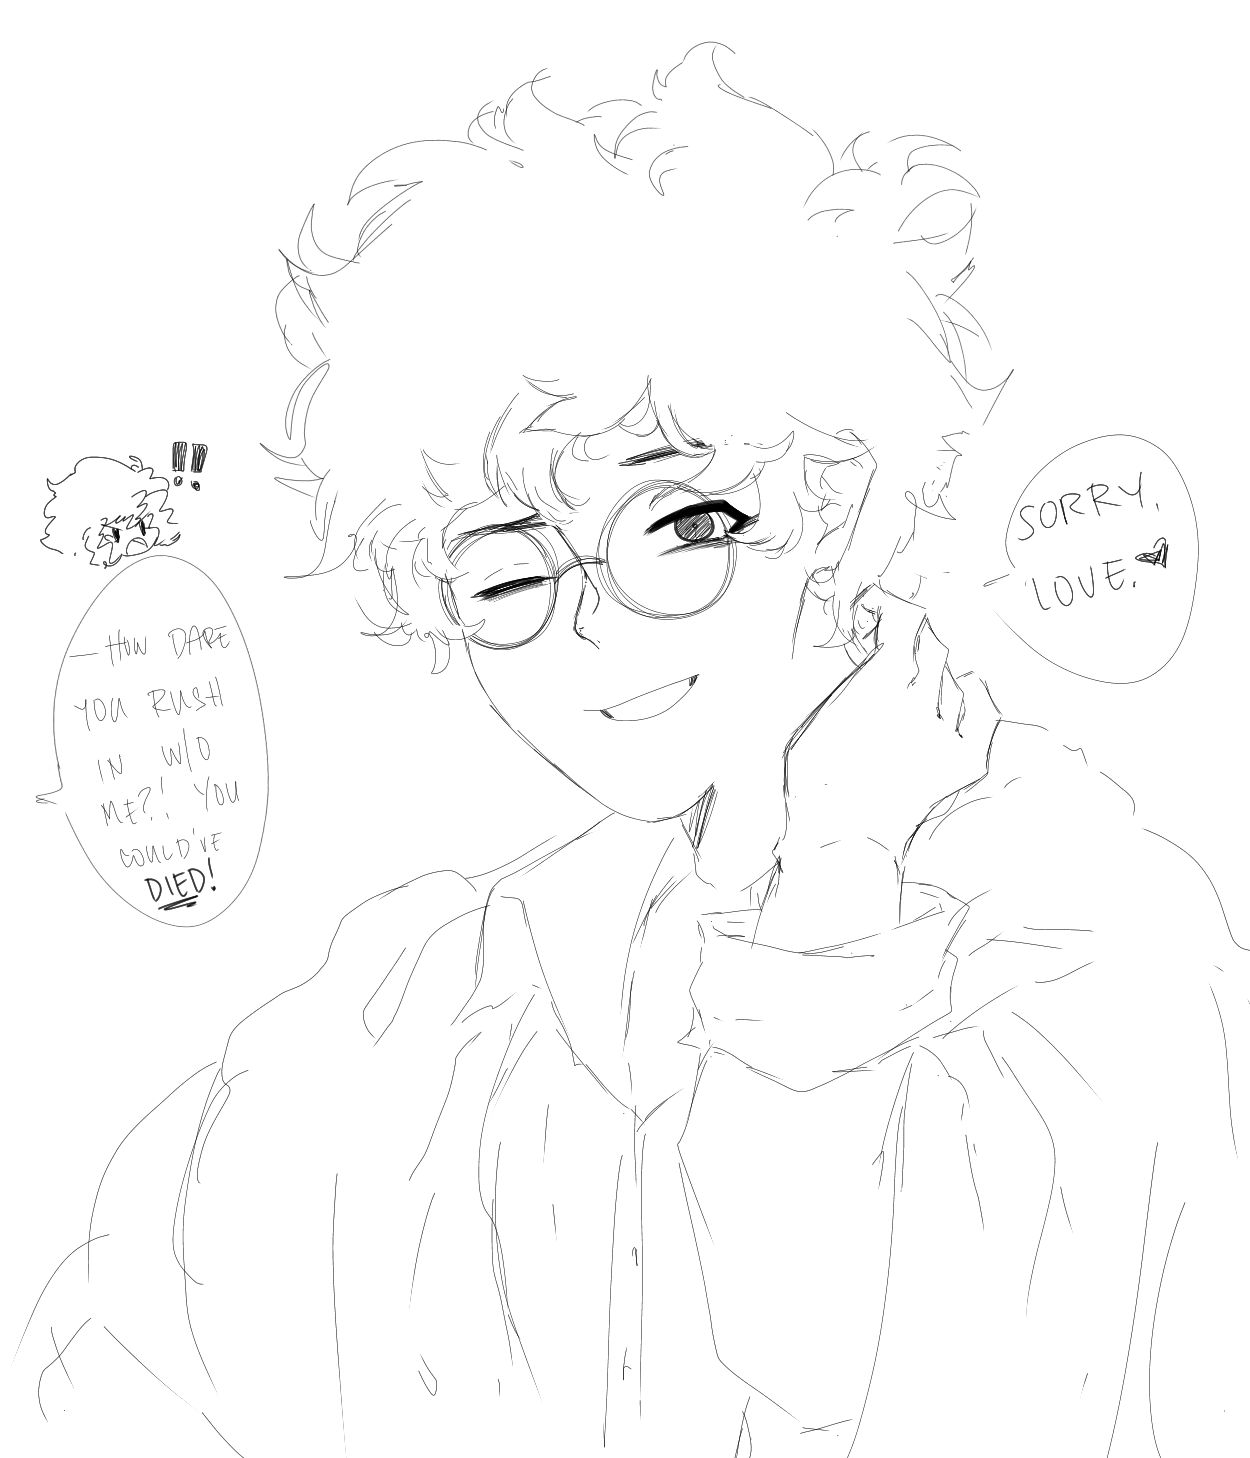 !!
—HOW DARE
YOU RUSH
IN W/O
ME?! YOU
COULD'VE
DIED!
SORRY,
LOVE.